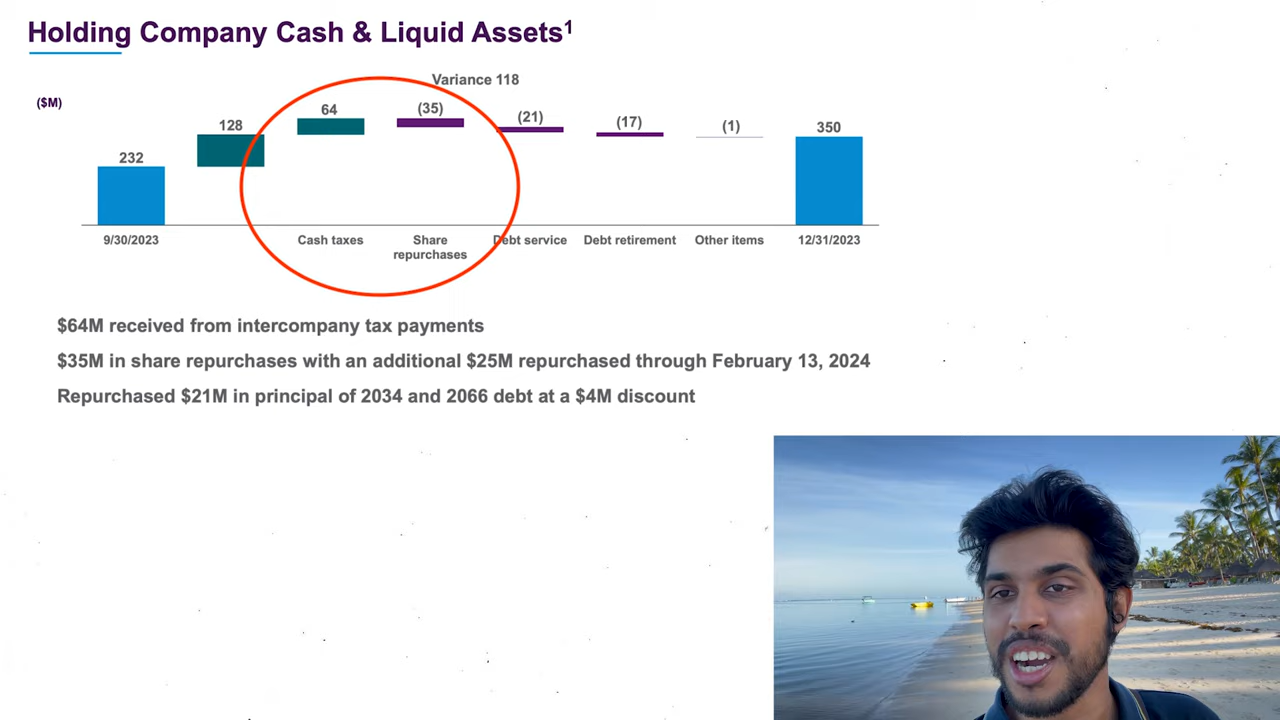 Holding Company Cash & Liquid Assets¹
Variance 118
($M)
232
128
64
(35)
(21)
(17)
(1)
350
9/30/2023
Cash taxes
Share
repurchases
Debt service
Debt retirement
Other items
12/31/2023
$64M received from intercompany tax payments
$35M in share repurchases with an additional $25M repurchased through February 13, 2024
Repurchased $21M in principal of 2034 and 2066 debt at a $4M discount